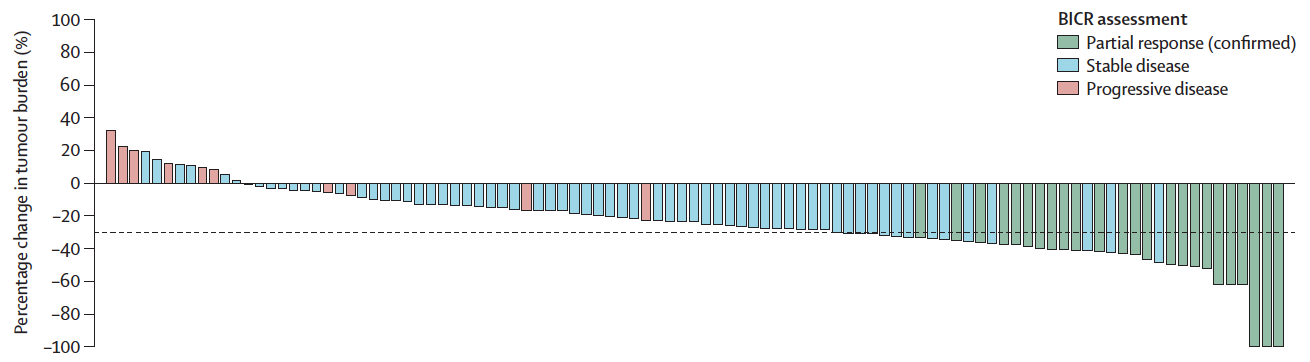 BICR assessment
Partial response (confirmed)
Stable disease
Progressive disease
Percentage change in tumour burden (%)
100
80
60
40
20
0
−20
−40
−60
−80
−100